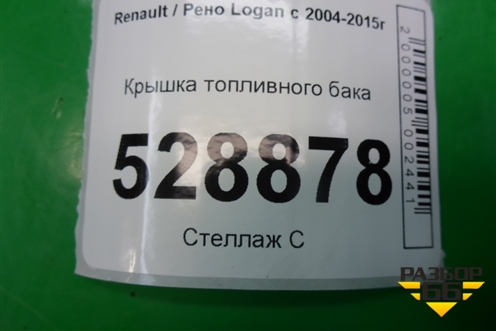 Renault / Рено Logan с 2004-2015г
Крышка топливного бака
528878
Стеллаж С
2000005002441
РАЗБОР
66